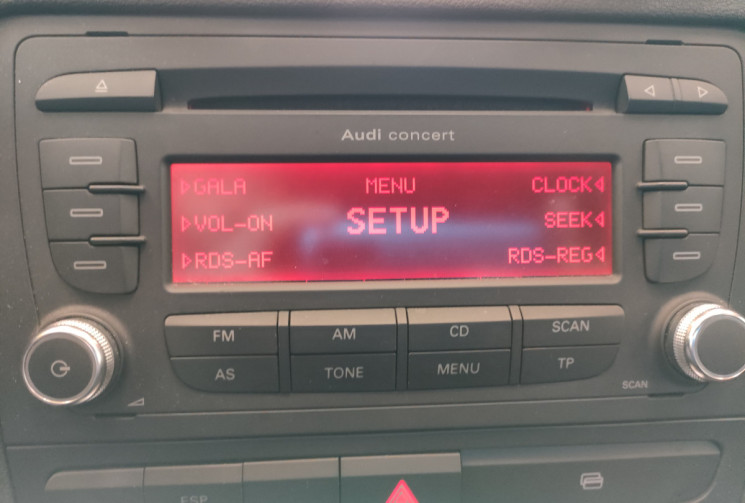 Audi concert
▷GALA MENU CLOCK◁
▷VOL-ON SETUP SEEK◁
▷RDS-AF RDS-REG◁
FM AM CD SCAN
AS TONE MENU TP
SCAN
ESP